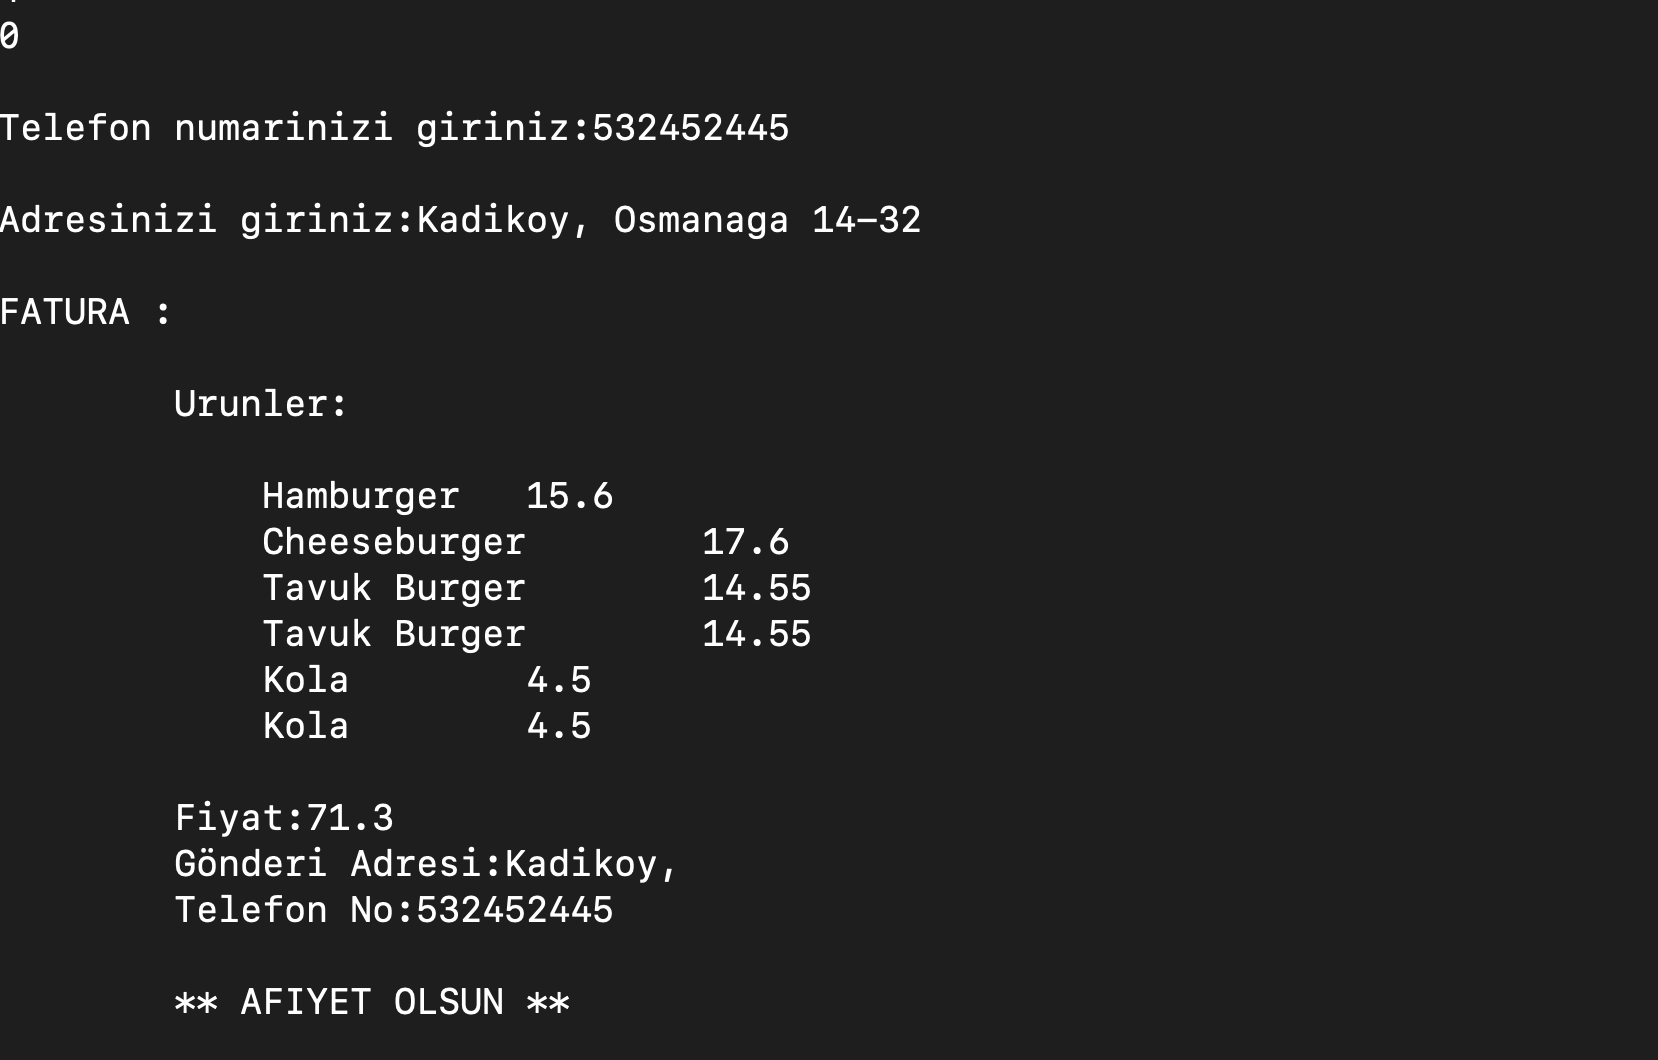 0
Telefon numarinizi giriniz:532452445
Adresinizi giriniz:Kadikoy, Osmanaga 14-32
FATURA :
Urunler:
Hamburger 15.6
Cheeseburger 17.6
Tavuk Burger 14.55
Tavuk Burger 14.55
Kola 4.5
Kola 4.5
Fiyat:71.3
Gönderi Adresi:Kadikoy,
Telefon No:532452445
** AFIYET OLSUN **